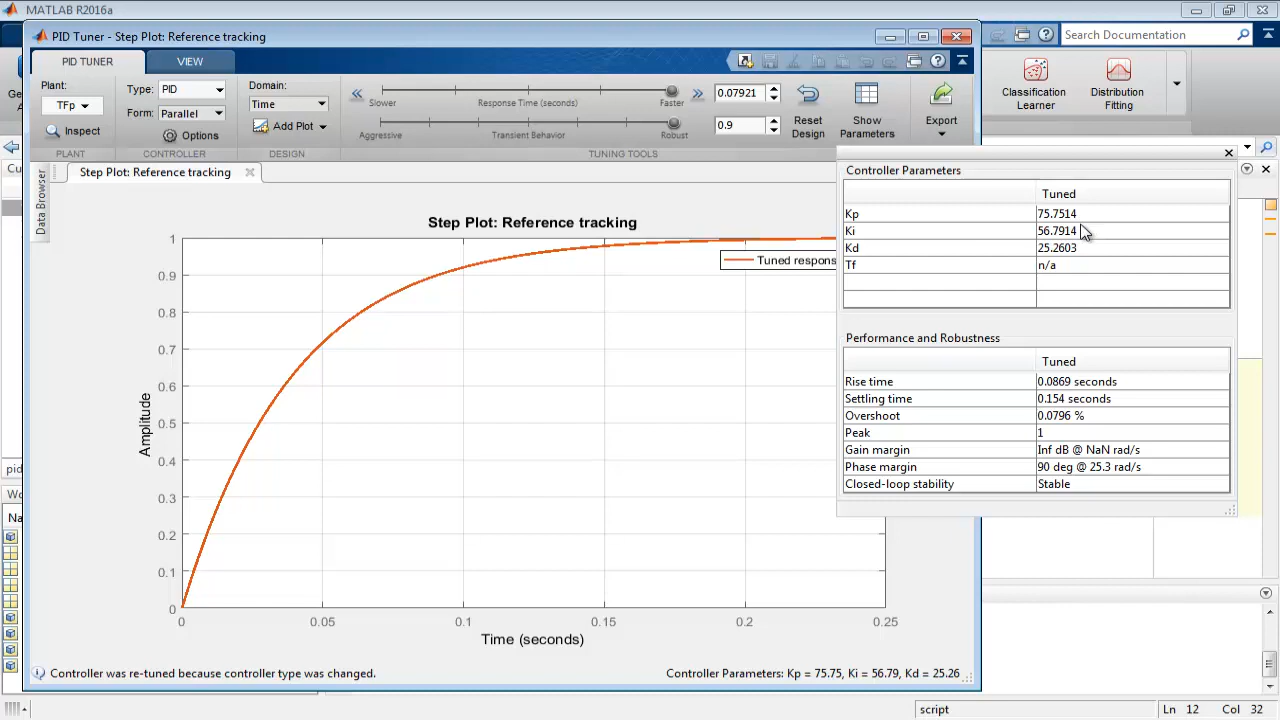 MATLAB R2016a
PID Tuner - Step Plot: Reference tracking
Search Documentation
PID TUNER
VIEW
Plant:
TFp
Inspect
PLANT
Type: PID
Form: Parallel
Options
CONTROLLER
Domain:
Time
Add Plot
DESIGN
Slower
Response Time (seconds)
Faster
0.07921
Aggressive
Transient Behavior
Robust
0.9
TUNING TOOLS
Reset
Design
Show
Parameters
Export
Classification
Learner
Distribution
Fitting
Cu
Data Browser
Step Plot: Reference tracking
Step Plot: Reference tracking
Tuned respons
Amplitude
1
0.9
0.8
0.7
0.6
0.5
0.4
0.3
0.2
0.1
0
0 0.05 0.1 0.15 0.2 0.25
Time (seconds)
Controller Parameters
Tuned
Kp 75.7514
Ki 56.7914
Kd 25.2603
Tf n/a
Performance and Robustness
Tuned
Rise time 0.0869 seconds
Settling time 0.154 seconds
Overshoot 0.0796 %
Peak 1
Gain margin Inf dB @ NaN rad/s
Phase margin 90 deg @ 25.3 rad/s
Closed-loop stability Stable
pid
Wo
Na
Controller was re-tuned because controller type was changed.
Controller Parameters: Kp = 75.75, Ki = 56.79, Kd = 25.26
script
Ln 12 Col 32